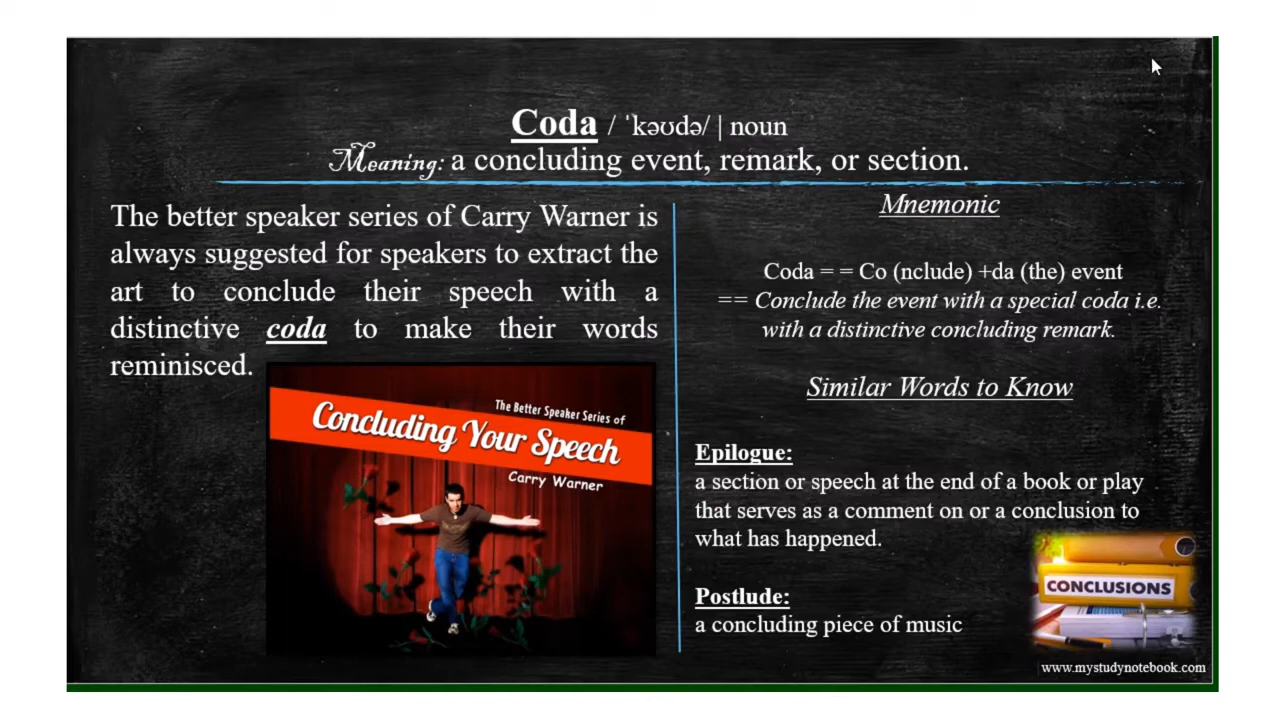 Coda / ˈkəʊdə/ | noun
Meaning: a concluding event, remark, or section.
The better speaker series of Carry Warner is
always suggested for speakers to extract the
art to conclude their speech with a
distinctive coda to make their words
reminisced.
The Better Speaker Series of
Concluding Your Speech
Carry Warner
Mnemonic
Coda = = Co (nclude) +da (the) event
== Conclude the event with a special coda i.e.
with a distinctive concluding remark.
Similar Words to Know
Epilogue:
a section or speech at the end of a book or play
that serves as a comment on or a conclusion to
what has happened.
Postlude:
a concluding piece of music
CONCLUSIONS
www.mystudynotebook.com